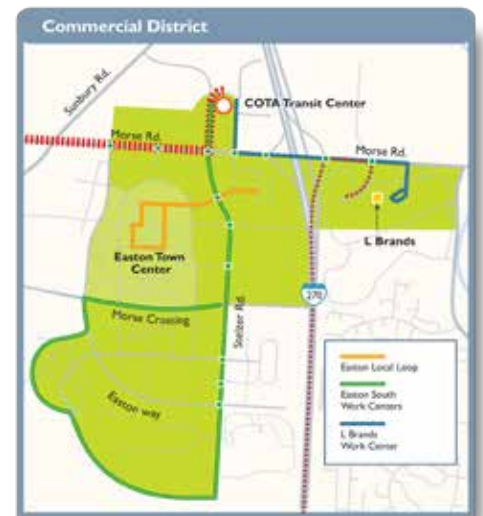 Commercial District
Sunbury Rd.
COTA Transit Center
Morse Rd.
Morse Rd.
L Brands
Easton Town
Center
270
Morse Crossing
Stelzer Rd.
Easton way
Easton Local Loop
Easton South
Work Centers
L Brands
Work Center